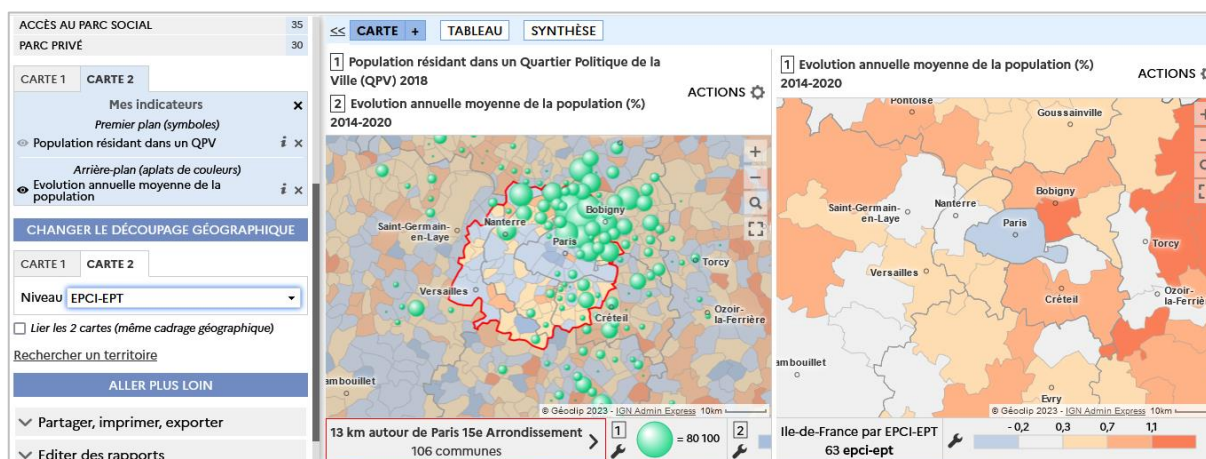 ACCÈS AU PARC SOCIAL 35
PARC PRIVÉ 30
CARTE 1 CARTE 2
Mes indicateurs ×
Premier plan (symboles)
Population résidant dans un QPV i ×
Arrière-plan (aplats de couleurs)
Evolution annuelle moyenne de la
population i ×
CHANGER LE DÉCOUPAGE GÉOGRAPHIQUE
CARTE 1 CARTE 2
Niveau EPCI-EPT
Lier les 2 cartes (même cadrage géographique)
Rechercher un territoire
ALLER PLUS LOIN
Partager, imprimer, exporter
Editer des rapports
<< CARTE + TABLEAU SYNTHÈSE
1 Population résidant dans un Quartier Politique de la
Ville (QPV) 2018
2 Evolution annuelle moyenne de la population (%)
2014-2020
ACTIONS
Saint-Germain-
en-Laye
Nanterre
Bobigny
Paris
Torcy
Versailles
Créteil
Ozoir-
la-Ferrière
ambouillet
Evry
© Géoclip 2023 - IGN Admin Express 10km
13 km autour de Paris 15e Arrondissement
106 communes
1 = 80 100 2
1 Evolution annuelle moyenne de la population (%)
2014-2020
ACTIONS
Pontoise
Goussainville
Bobigny
Saint-Germain-
en-Laye
Nanterre
Paris
Torcy
Versailles
Créteil
Ozoir-
la-Ferrière
ambouillet
Evry
© Géoclip 2023 - IGN Admin Express 10km
Ile-de-France par EPCI-EPT
63 epci-ept
- 0,2 0,3 0,7 1,1